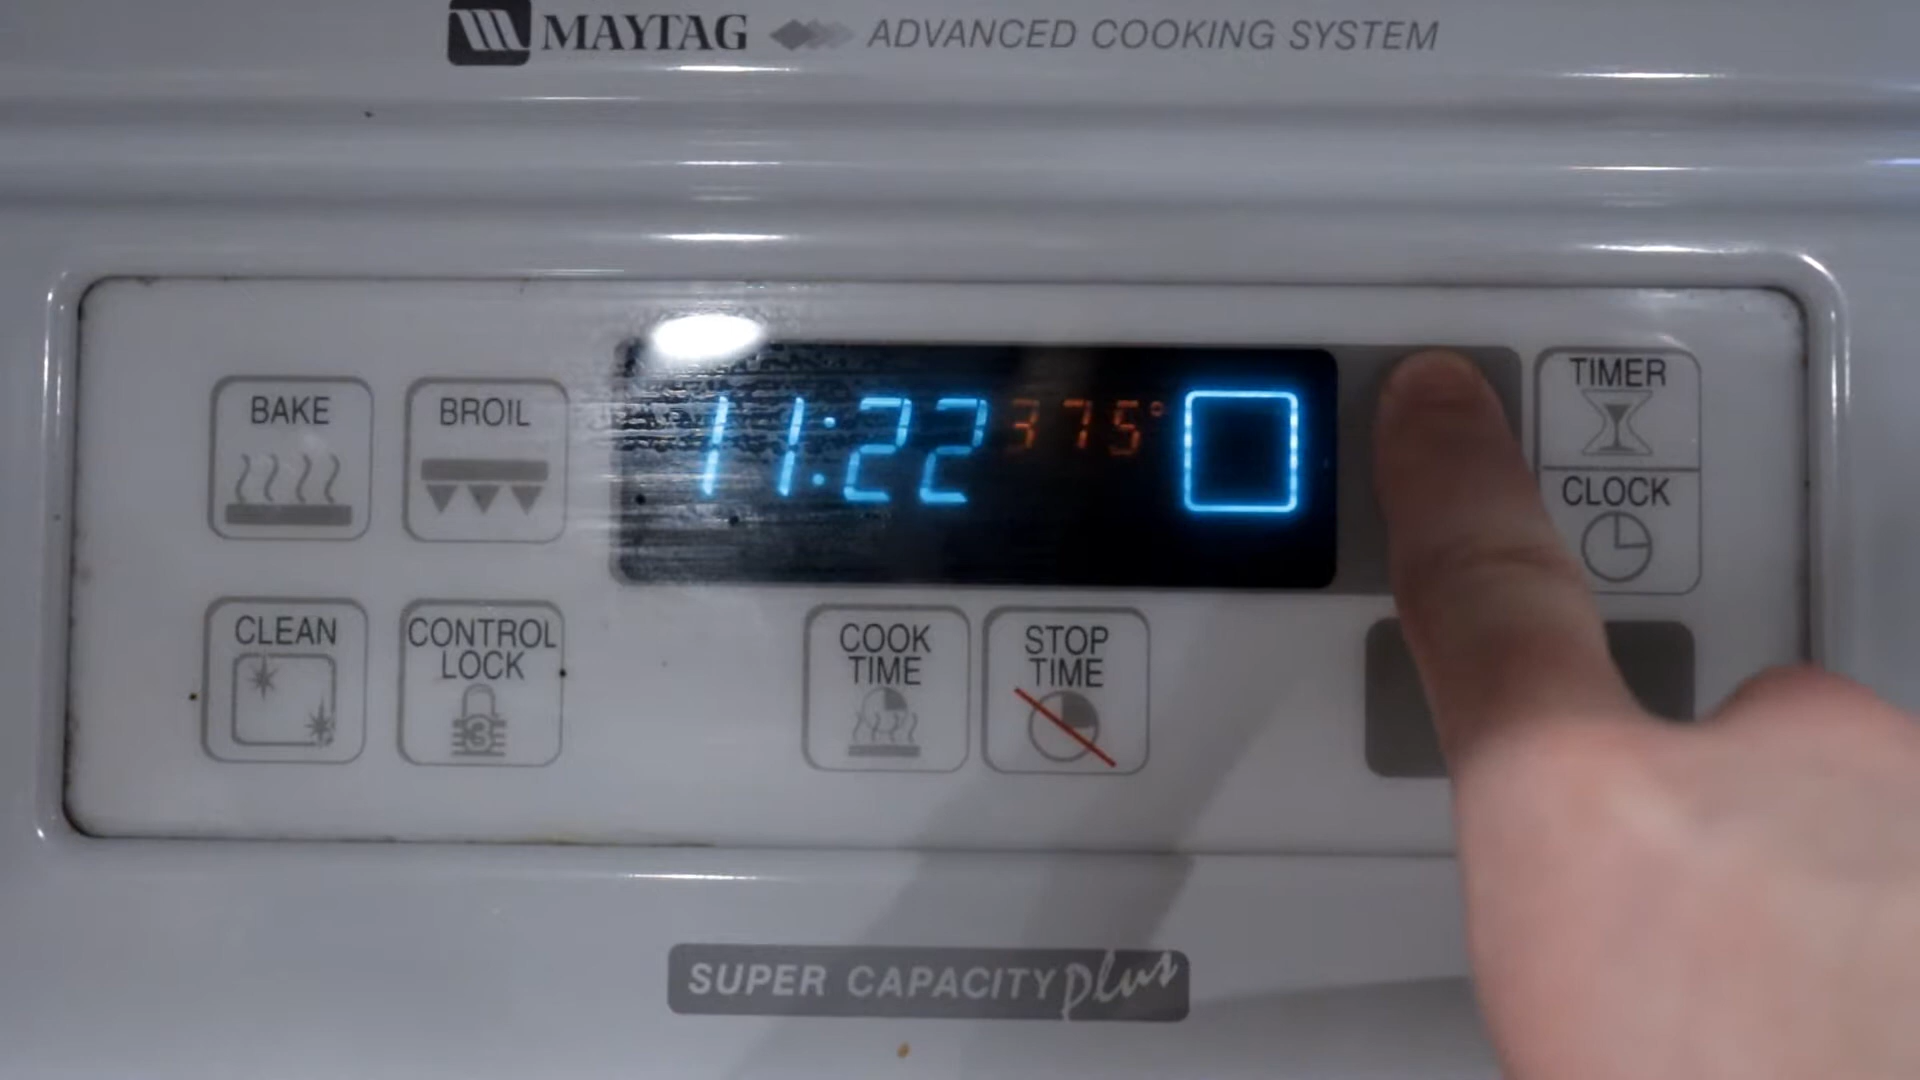 MAYTAG ADVANCED COOKING SYSTEM
BAKE
BROIL
11:22 375°
TIMER
CLOCK
CLEAN
CONTROL
LOCK
3
COOK
TIME
STOP
TIME
SUPER CAPACITY plus